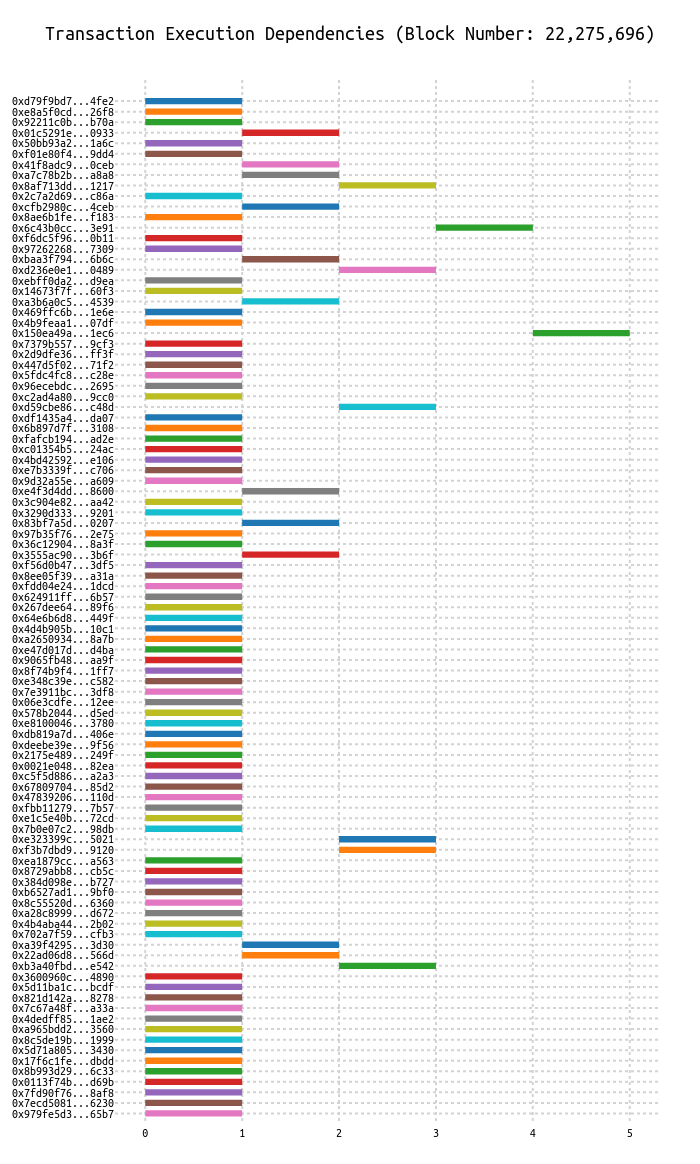 Transaction Execution Dependencies (Block Number: 22,275,696)
0xd79f9bd7...4fe2
0xe8a5f0cd...26f8
0x92211c0b...b70a
0x01c5291e...0933
0x50bb93a2...1a6c
0xf01e80f4...9dd4
0x41f8adc9...0ceb
0xa7c78b2b...a8a8
0x8af713dd...1217
0x2c7a2d69...c86a
0xcfb2980c...4ceb
0x8ae6b1fe...f183
0x6c43b0cc...3e91
0xf6dc5f96...0b11
0x97262268...7309
0xbaa3f794...6b6c
0xd236e0e1...0489
0xebff0da2...d9ea
0x14673f7f...60f3
0xa3b6a0c5...4539
0x469ffc6b...1e6e
0x4b9feaa1...07df
0x150ea49a...1ec6
0x7379b557...9cf3
0x2d9dfe36...ff3f
0x447d5f02...71f2
0x5fdc4fc8...c28e
0x96ecebdc...2695
0xc2ad4a80...9cc0
0xd59cbe86...c48d
0xdf1435a4...da07
0x6b897d7f...3108
0xfafcb194...ad2e
0xc01354b5...24ac
0x4bd42592...e106
0xe7b3339f...c706
0x9d32a55e...a609
0xe4f3d4dd...8600
0x3c904e82...aa42
0x3290d333...9201
0x83bf7a5d...0207
0x97b35f76...2e75
0x36c12904...8a3f
0x3555ac90...3b6f
0xf56d0b47...3df5
0x8ee05f39...a31a
0xfdd04e24...1dcd
0x624911ff...6b57
0x267dee64...89f6
0x64e6b6d8...449f
0x4d4b905b...10c1
0xa2650934...8a7b
0xe47d017d...d4ba
0x9065fb48...aa9f
0x8f74b9f4...1ff7
0xe348c39e...c582
0x7e3911bc...3df8
0x06e3cdfe...12ee
0x578b2044...d5ed
0xe8100046...3780
0xdb819a7d...406e
0xdeebe39e...9f56
0x2175e489...249f
0x0021e048...82ea
0xc5f5d886...a2a3
0x67809704...85d2
0x47839206...110d
0xfbb11279...7b57
0xe1c5e40b...72cd
0x7b0e07c2...98db
0xe323399c...5021
0xf3b7dbd9...9120
0xea1879cc...a563
0x8729abb8...cb5c
0x384d098e...b727
0xb6527ad1...9bf0
0x8c55520d...6360
0xa28c8999...d672
0x4b4aba44...2b02
0x702a7f59...cfb3
0xa39f4295...3d30
0x22ad06d8...566d
0xb3a40fbd...e542
0x3600960c...4890
0x5d11ba1c...bcdf
0x821d142a...8278
0x7c67a48f...a33a
0x4dedff85...1ae2
0xa965bdd2...3560
0x8c5de19b...1999
0x5d71a805...3430
0x17f6c1fe...dbdd
0x8b993d29...6c33
0x0113f74b...d69b
0x7fd90f76...8af8
0x7ecd5081...6230
0x979fe5d3...65b7
0 1 2 3 4 5